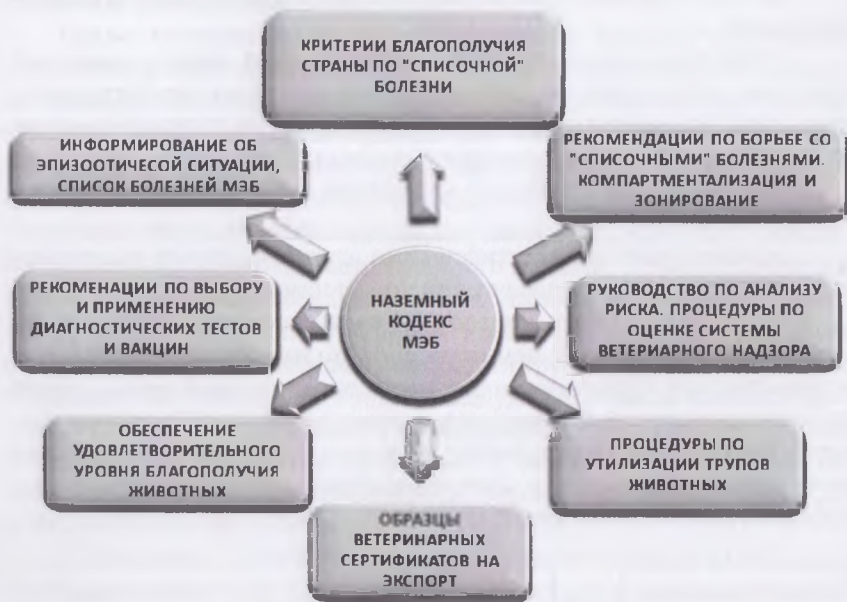 КРИТЕРИИ БЛАГОПОЛУЧИЯ
СТРАНЫ ПО "СПИСОЧНОЙ"
БОЛЕЗНИ
ИНФОРМИРОВАНИЕ ОБ
ЭПИЗООТИЧЕСОЙ СИТУАЦИИ,
СПИСОК БОЛЕЗНЕЙ МЭБ
РЕКОМЕНДАЦИИ ПО БОРЬБЕ СО
"СПИСОЧНЫМИ" БОЛЕЗНЯМИ.
КОМПАРТМЕНТАЛИЗАЦИЯ И
ЗОНИРОВАНИЕ
РЕКОМЕНАЦИИ ПО ВЫБОРУ
И ПРИМЕНЕНИЮ
ДИАГНОСТИЧЕСКИХ ТЕСТОВ
И ВАКЦИН
НАЗЕМНЫЙ
КОДЕКС
МЭБ
РУКОВОДСТВО ПО АНАЛИЗУ
РИСКА. ПРОЦЕДУРЫ ПО
ОЦЕНКЕ СИСТЕМЫ
ВЕТЕРИАРНОГО НАДЗОРА
ОБЕСПЕЧЕНИЕ
УДОВЛЕТВОРИТЕЛЬНОГО
УРОВНЯ БЛАГОПОЛУЧИЯ
ЖИВОТНЫХ
ПРОЦЕДУРЫ ПО
УТИЛИЗАЦИИ ТРУПОВ
ЖИВОТНЫХ
ОБРАЗЦЫ
ВЕТЕРИНАРНЫХ
СЕРТИФИКАТОВ НА
ЭКСПОРТ